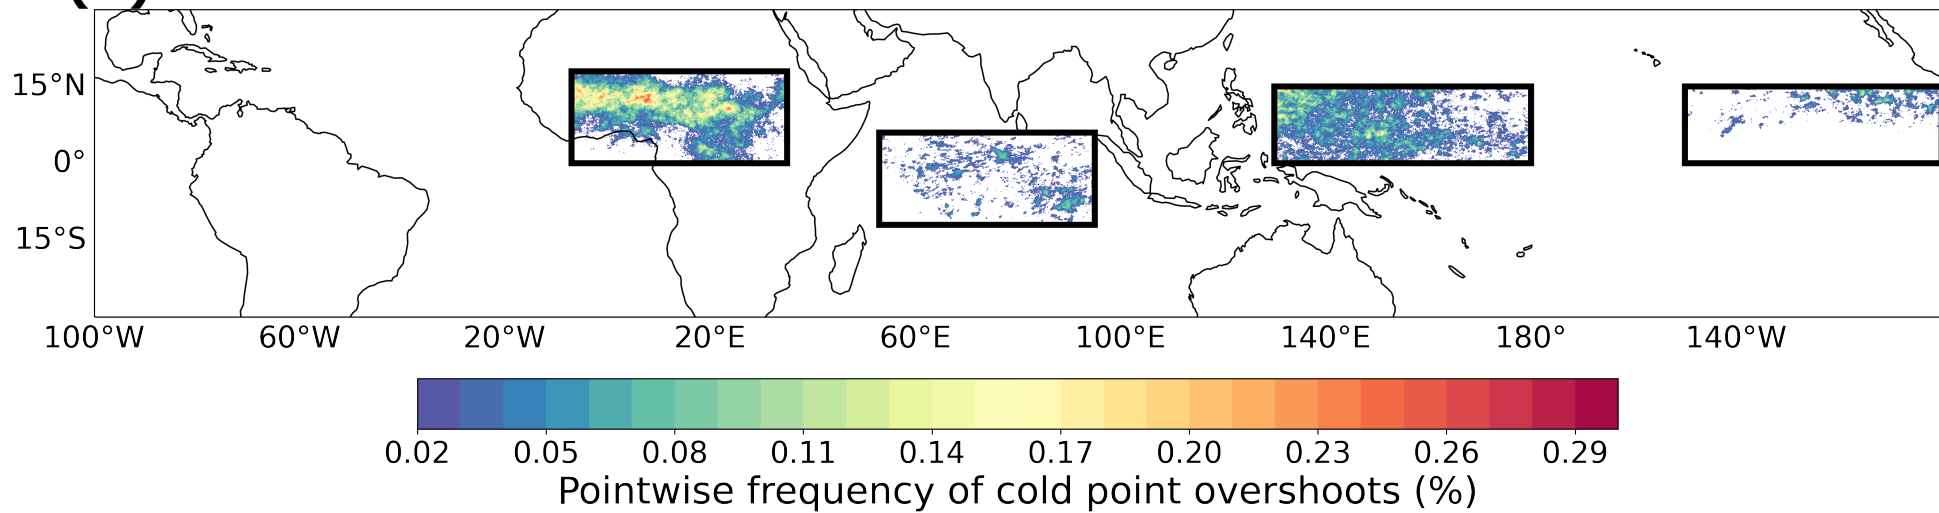 15°N
0°
15°S
100°W 60°W 20°W 20°E 60°E 100°E 140°E 180° 140°W
0.02 0.05 0.08 0.11 0.14 0.17 0.20 0.23 0.26 0.29
Pointwise frequency of cold point overshoots (%)